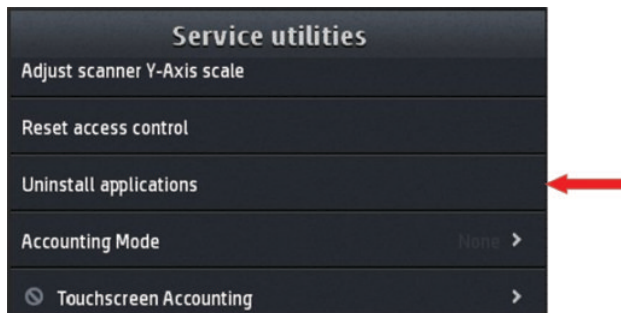 Service utilities
Adjust scanner Y-Axis scale
Reset access control
Uninstall applications
Accounting Mode None
Touchscreen Accounting